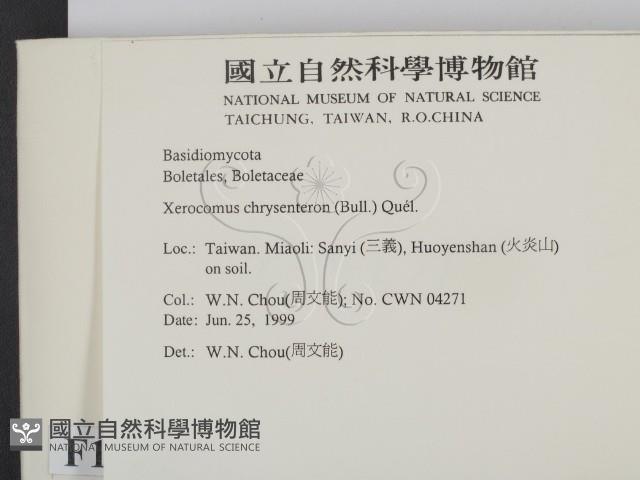 國立自然科學博物館
NATIONAL MUSEUM OF NATURAL SCIENCE
TAICHUNG, TAIWAN, R.O.CHINA
Basidiomycota
Boletales, Boletaceae
Xerocomus chrysenteron (Bull.) Quél.
Loc.: Taiwan. Miaoli: Sanyi (三義), Huoyenshan (火炎山)
on soil.
Col.: W.N. Chou(周文能); No. CWN 04271
Date: Jun. 25, 1999
Det.: W.N. Chou(周文能)
國立自然科學博物館
NATIONAL MUSEUM OF NATURAL SCIENCE
F1